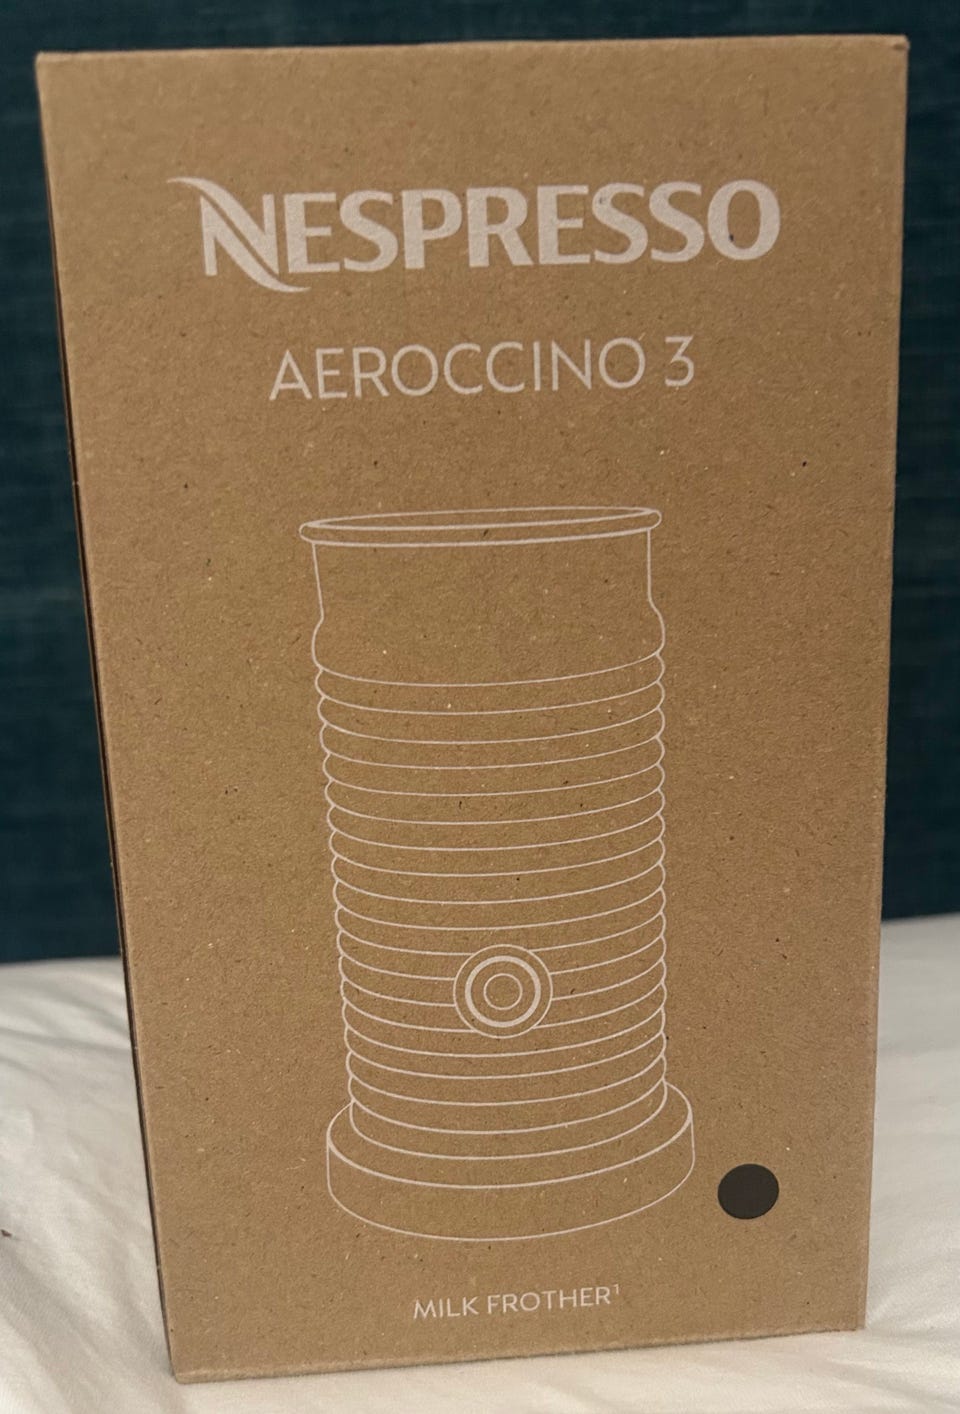 NESPRESSO
AEROCCINO 3
MILK FROTHER¹